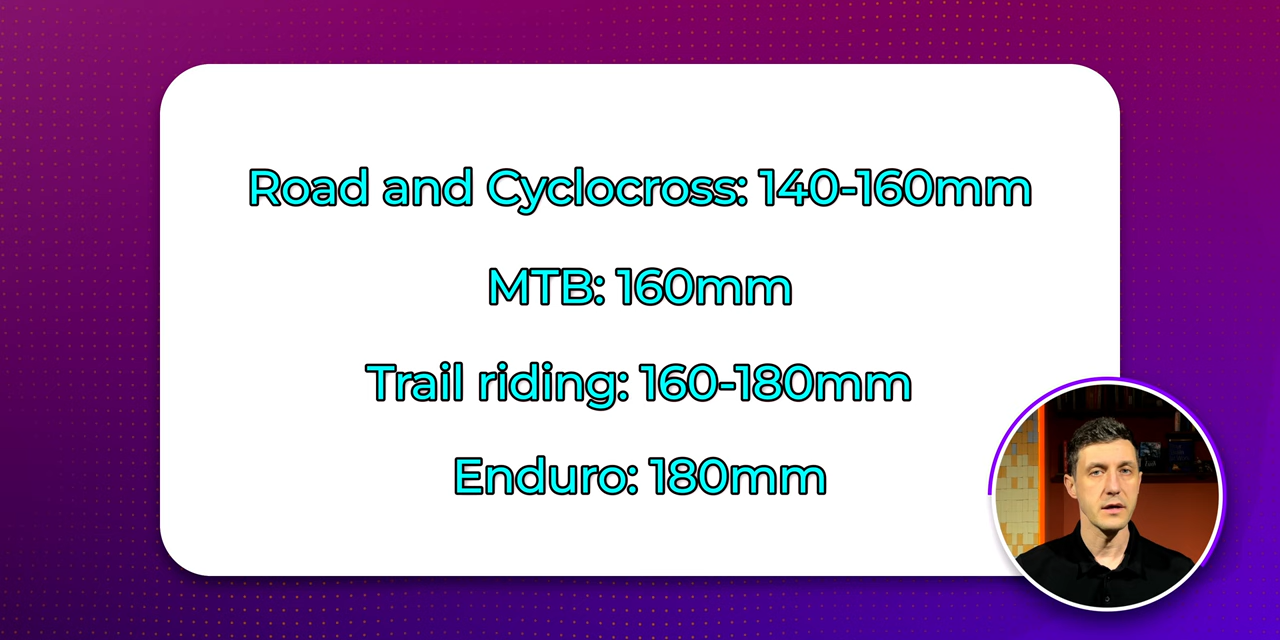 Road and Cyclocross: 140-160mm
MTB: 160mm
Trail riding: 160-180mm
Enduro: 180mm